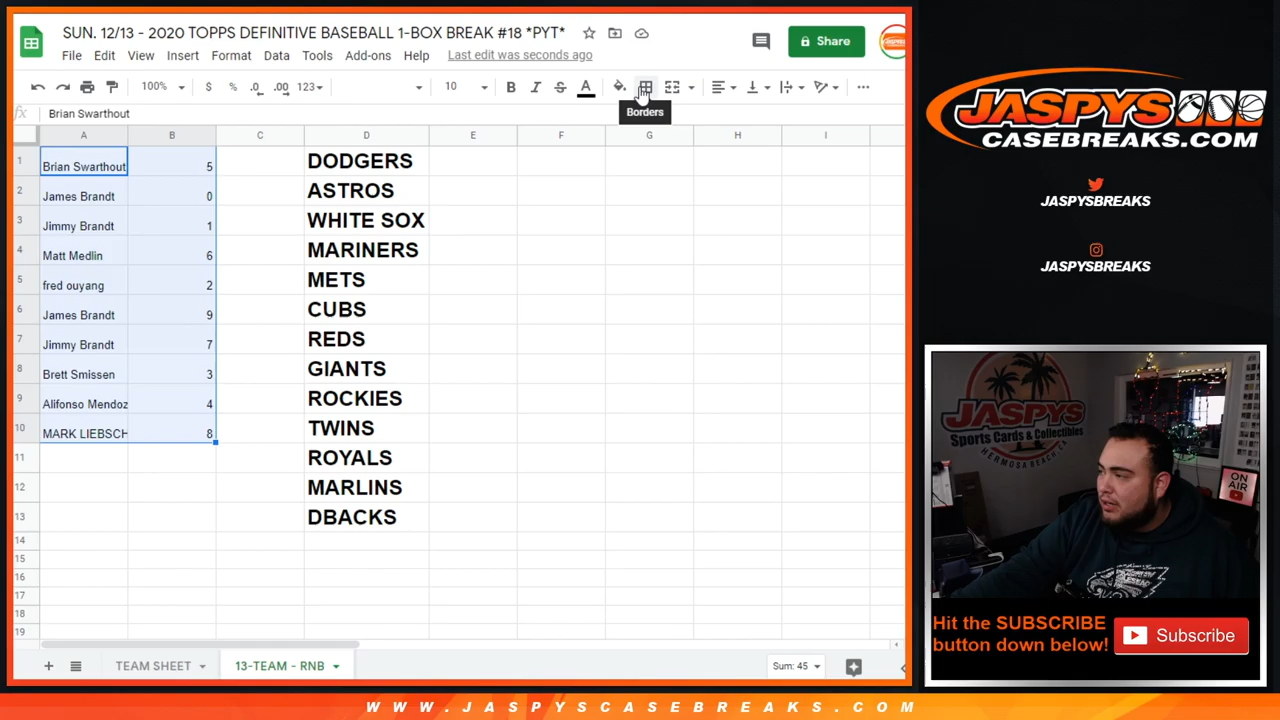 SUN. 12/13 - 2020 TOPPS DEFINITIVE BASEBALL 1-BOX BREAK #18 *PYT*
File Edit View Insert Format Data Tools Add-ons Help Last edit was seconds ago
Share
100% $ % .0 .00 123 10 B I S A
Borders
fx Brian Swarthout
A B C D E F G H I
1 Brian Swarthout 5 DODGERS
2 James Brandt 0 ASTROS
3 Jimmy Brandt 1 WHITE SOX
4 Matt Medlin 6 MARINERS
5 fred ouyang 2 METS
6 James Brandt 9 CUBS
7 Jimmy Brandt 7 REDS
8 Brett Smissen 3 GIANTS
9 Alifonso Mendoz 4 ROCKIES
10 MARK LIEBSCH 8 TWINS
11 ROYALS
12 MARLINS
13 DBACKS
14
15
16
17
18
19
TEAM SHEET 13-TEAM - RNB Sum: 45
JASPYS
CASEBREAKS.COM
JASPYSBREAKS
JASPYSBREAKS
JASPYS
Sports Cards & Collectibles
HERMOSA BEACH, CA
ON
AIR
Hit the SUBSCRIBE
button down below!
Subscribe
WWW.JASPYSCASEBREAKS.COM